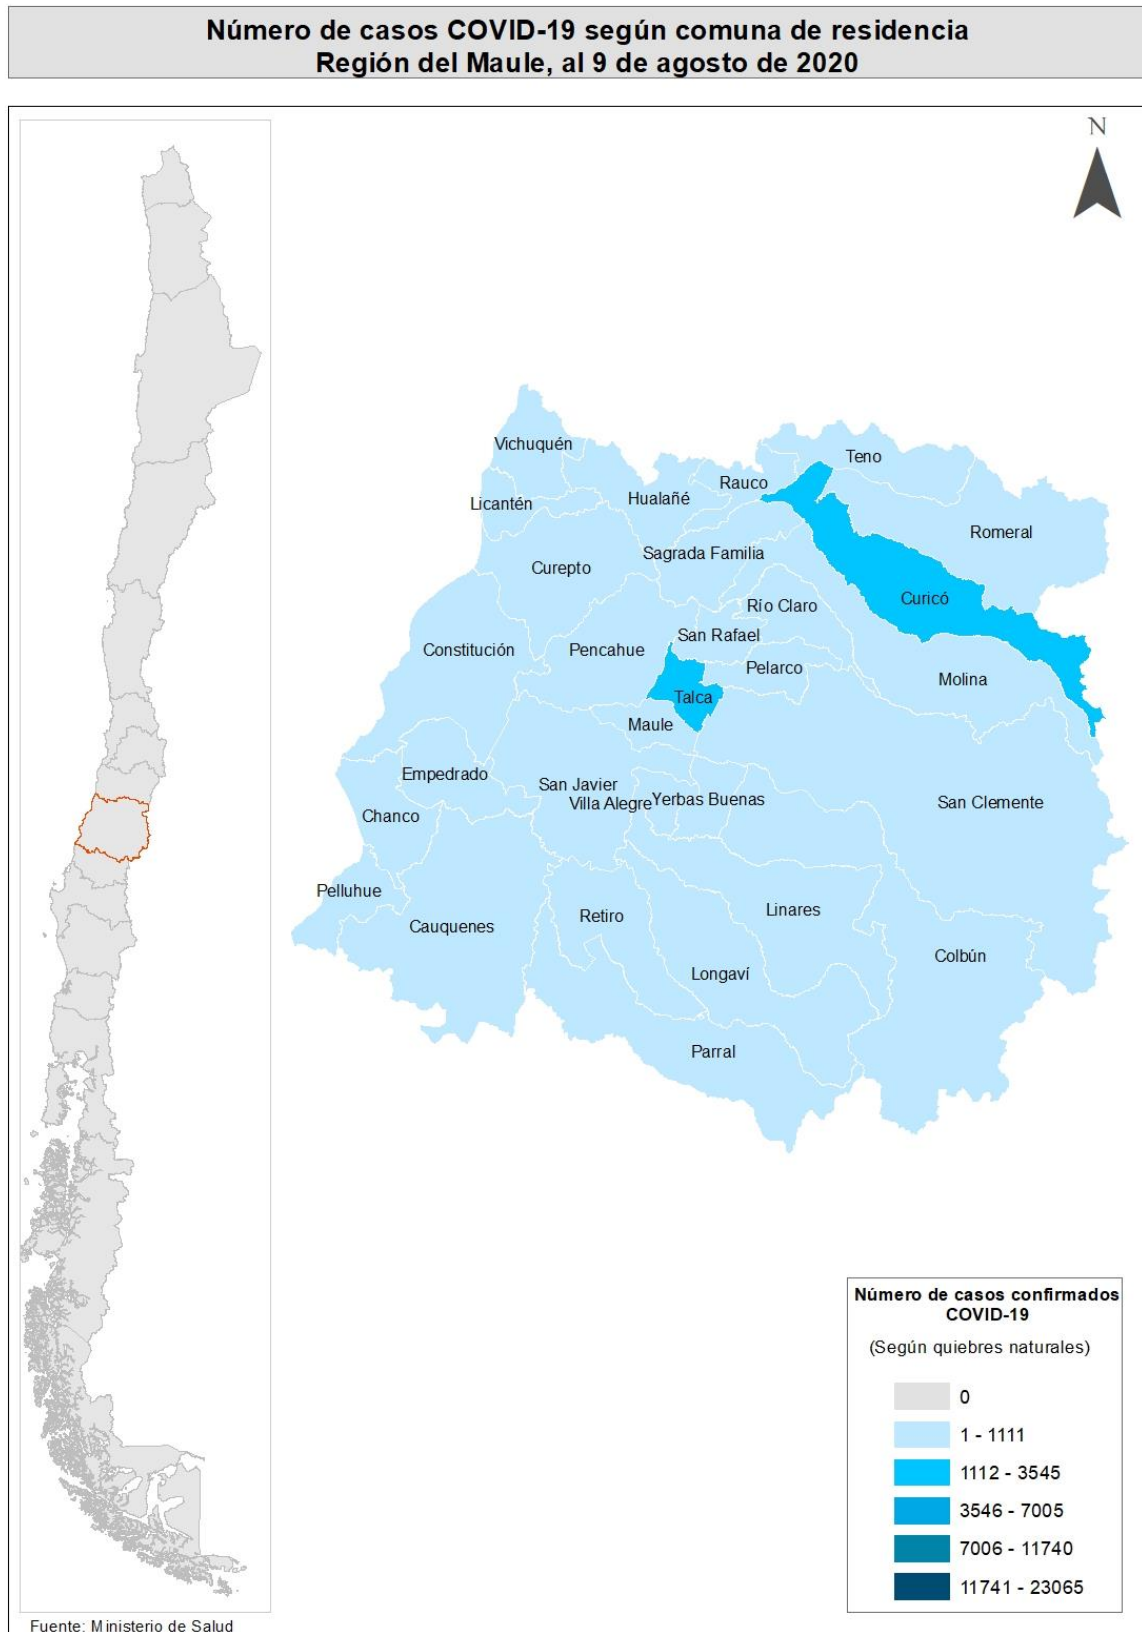 Número de casos COVID-19 según comuna de residencia
Región del Maule, al 9 de agosto de 2020
N
Vichuquén
Teno
Rauco
Hualañé
Licantén
Romeral
Sagrada Familia
Curepto
Curicó
Río Claro
San Rafael
Constitución
Pencahue
Pelarco
Molina
Talca
Maule
Empedrado
San Javier
Villa Alegre
Yerbas Buenas
San Clemente
Chanco
Pelluhue
Cauquenes
Retiro
Linares
Colbún
Longaví
Parral
Número de casos confirmados
COVID-19
(Según quiebres naturales)
0
1 - 1111
1112 - 3545
3546 - 7005
7006 - 11740
11741 - 23065
Fuente: Ministerio de Salud